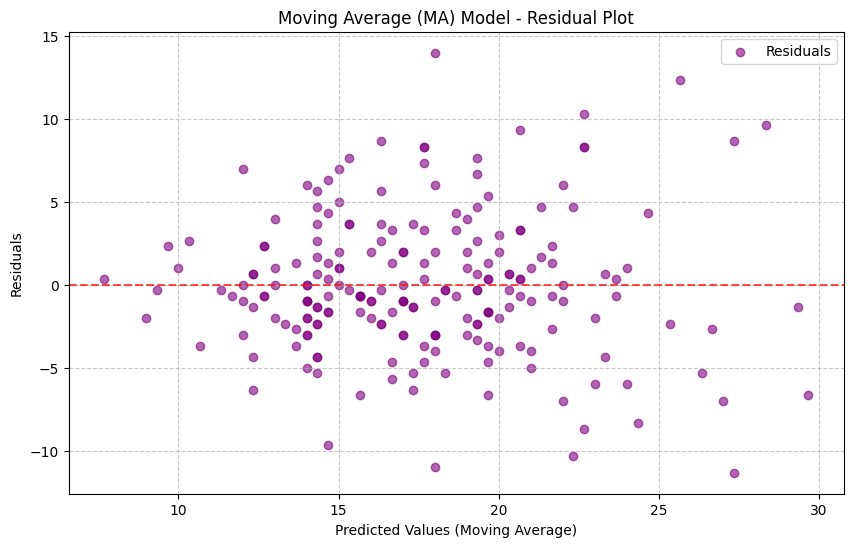 Moving Average (MA) Model - Residual Plot
Residuals
15
10
5
0
−5
−10
Residuals
10
15
20
25
30
Predicted Values (Moving Average)